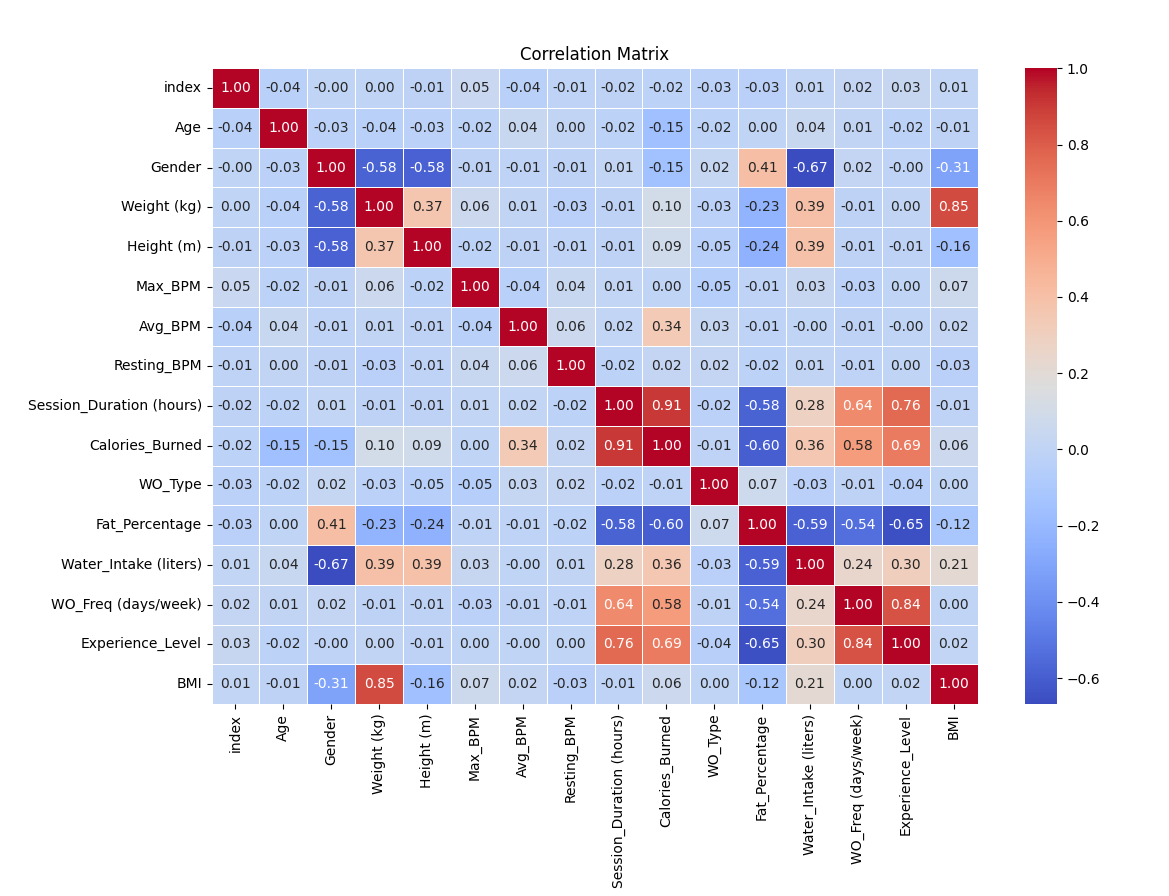 Correlation Matrix
index 1.00 -0.04 -0.00 0.00 -0.01 0.05 -0.04 -0.01 -0.02 -0.02 -0.03 -0.03 0.01 0.02 0.03 0.01
Age -0.04 1.00 -0.03 -0.04 -0.03 -0.02 0.04 0.00 -0.02 -0.15 -0.02 0.00 0.04 0.01 -0.02 -0.01
Gender -0.00 -0.03 1.00 -0.58 -0.58 -0.01 -0.01 -0.01 0.01 -0.15 0.02 0.41 -0.67 0.02 -0.00 -0.31
Weight (kg) 0.00 -0.04 -0.58 1.00 0.37 0.06 0.01 -0.03 -0.01 0.10 -0.03 -0.23 0.39 -0.01 0.00 0.85
Height (m) -0.01 -0.03 -0.58 0.37 1.00 -0.02 -0.01 -0.01 -0.01 0.09 -0.05 -0.24 0.39 -0.01 -0.01 -0.16
Max_BPM 0.05 -0.02 -0.01 0.06 -0.02 1.00 -0.04 0.04 0.01 0.00 -0.05 -0.01 0.03 -0.03 0.00 0.07
Avg_BPM -0.04 0.04 -0.01 0.01 -0.01 -0.04 1.00 0.06 0.02 0.34 0.03 -0.01 -0.00 -0.01 -0.00 0.02
Resting_BPM -0.01 0.00 -0.01 -0.03 -0.01 0.04 0.06 1.00 -0.02 0.02 0.02 -0.02 0.01 -0.01 0.00 -0.03
Session_Duration (hours) -0.02 -0.02 0.01 -0.01 -0.01 0.01 0.02 -0.02 1.00 0.91 -0.02 -0.58 0.28 0.64 0.76 -0.01
Calories_Burned -0.02 -0.15 -0.15 0.10 0.09 0.00 0.34 0.02 0.91 1.00 -0.01 -0.60 0.36 0.58 0.69 0.06
WO_Type -0.03 -0.02 0.02 -0.03 -0.05 -0.05 0.03 0.02 -0.02 -0.01 1.00 0.07 -0.03 -0.01 -0.04 0.00
Fat_Percentage -0.03 0.00 0.41 -0.23 -0.24 -0.01 -0.01 -0.02 -0.58 -0.60 0.07 1.00 -0.59 -0.54 -0.65 -0.12
Water_Intake (liters) 0.01 0.04 -0.67 0.39 0.39 0.03 -0.00 0.01 0.28 0.36 -0.03 -0.59 1.00 0.24 0.30 0.21
WO_Freq (days/week) 0.02 0.01 0.02 -0.01 -0.01 -0.03 -0.01 -0.01 0.64 0.58 -0.01 -0.54 0.24 1.00 0.84 0.00
Experience_Level 0.03 -0.02 -0.00 0.00 -0.01 0.00 -0.00 0.00 0.76 0.69 -0.04 -0.65 0.30 0.84 1.00 0.02
BMI 0.01 -0.01 -0.31 0.85 -0.16 0.07 0.02 -0.03 -0.01 0.06 0.00 -0.12 0.21 0.00 0.02 1.00
index
Age
Gender
Weight (kg)
Height (m)
Max_BPM
Avg_BPM
Resting_BPM
Session_Duration (hours)
Calories_Burned
WO_Type
Fat_Percentage
Water_Intake (liters)
WO_Freq (days/week)
Experience_Level
BMI
1.0
0.8
0.6
0.4
0.2
0.0
−0.2
−0.4
−0.6